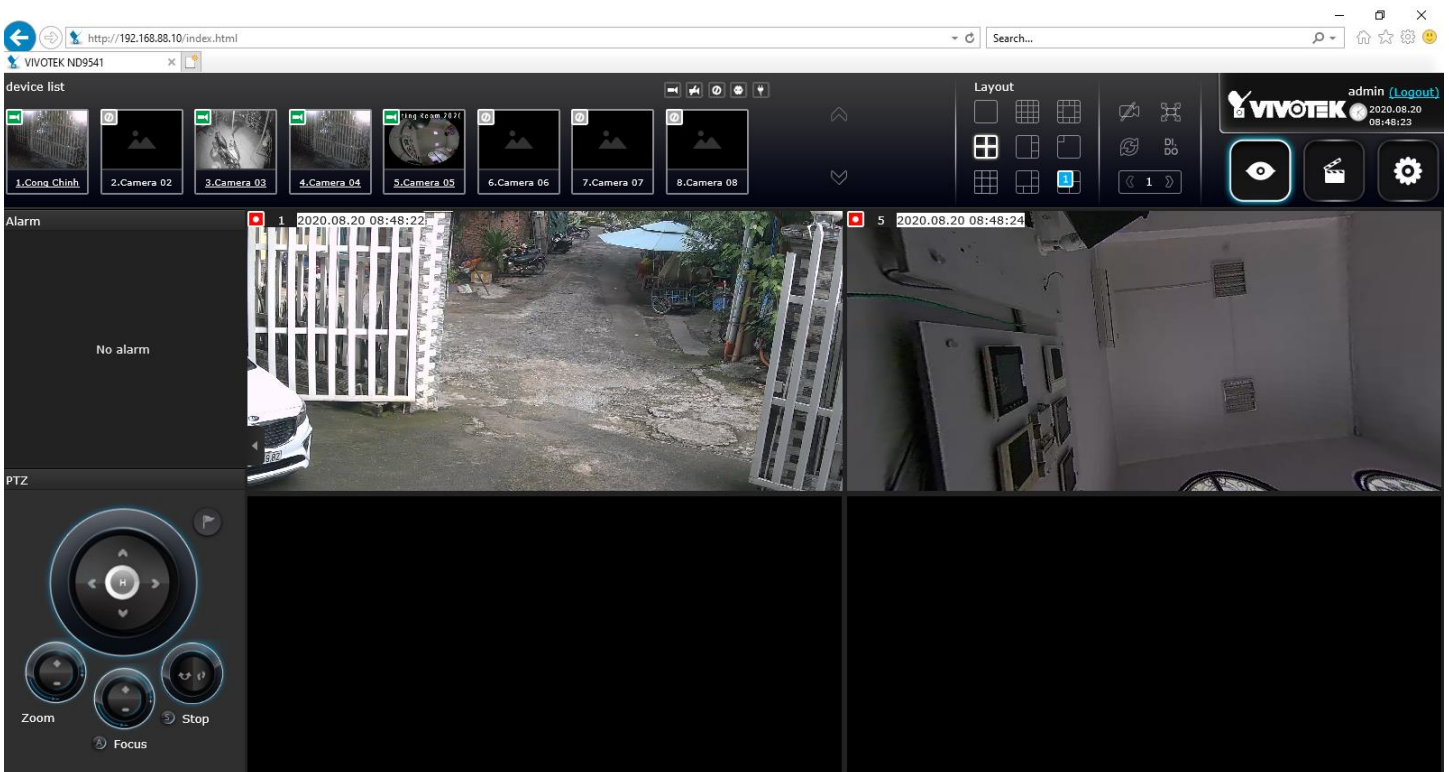 http://192.168.88.10/index.html
Search...
VIVOTEK ND9541
device list
Layout
admin (Logout)
VIVOTEK
2020.08.20
08:48:23
DI,
DO
1
1
1.Cong Chinh
2.Camera 02
3.Camera 03
4.Camera 04
5.Camera 05
6.Camera 06
7.Camera 07
8.Camera 08
Alarm
1 2020.08.20 08:48:22
5 2020.08.20 08:48:24
No alarm
PTZ
H
Zoom
S Stop
A Focus